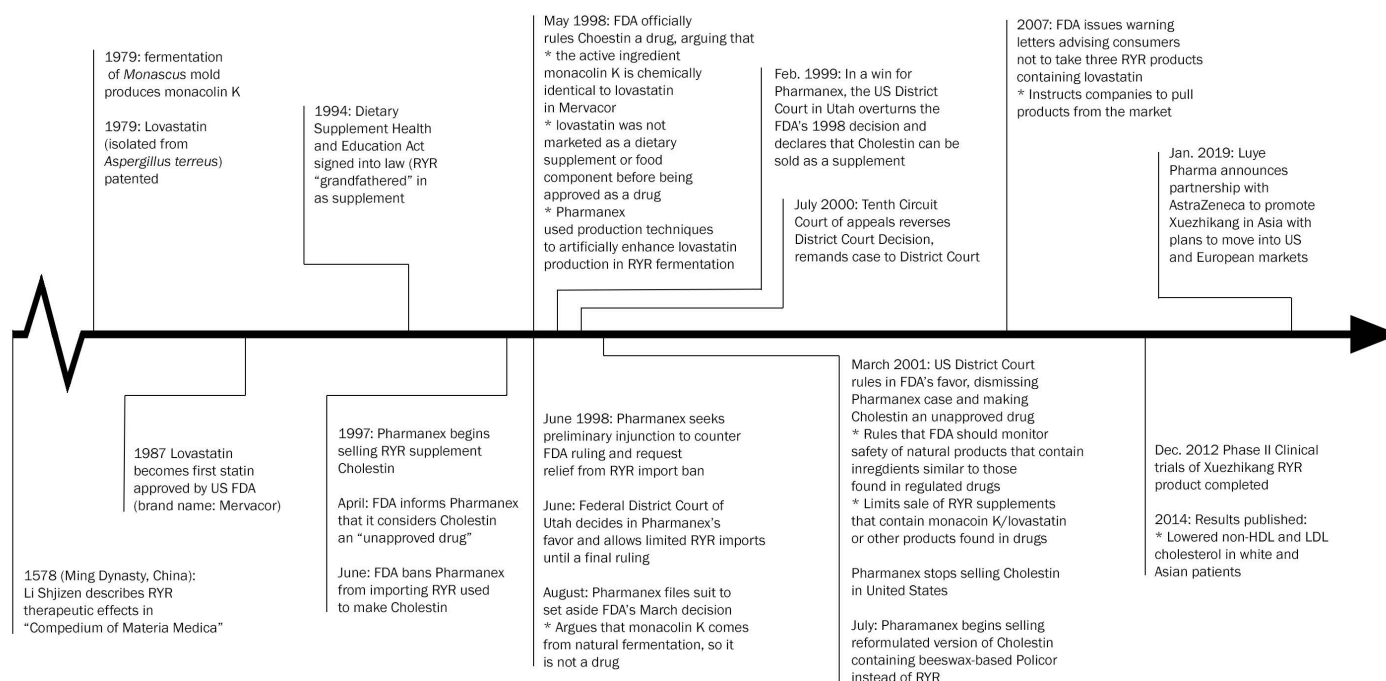 1979: fermentation
of Monascus mold
produces monacolin K
1979: Lovastatin
(isolated from
Aspergillus terreus)
patented
1994: Dietary
Supplement Health
and Education Act
signed into law (RYR
“grandfathered” in
as supplement
May 1998: FDA officially
rules Choestin a drug, arguing that
* the active ingredient
monacolin K is chemically
identical to lovastatin
in Mervacor
* lovastatin was not
marketed as a dietary
supplement or food
component before being
approved as a drug
* Pharmanex
used production techniques
to artificially enhance lovastatin
production in RYR fermentation
Feb. 1999: In a win for
Pharmanex, the US District
Court in Utah overturns the
FDA’s 1998 decision and
declares that Cholestin can be
sold as a supplement
July 2000: Tenth Circuit
Court of appeals reverses
District Court Decision,
remands case to District Court
2007: FDA issues warning
letters advising consumers
not to take three RYR products
containing lovastatin
* Instructs companies to pull
products from the market
Jan. 2019: Luye
Pharma announces
partnership with
AstraZeneca to promote
Xuezhikang in Asia with
plans to move into US
and European markets
1578 (Ming Dynasty, China):
Li Shjizen describes RYR
therapeutic effects in
“Compedium of Materia Medica”
1987 Lovastatin
becomes first statin
approved by US FDA
(brand name: Mervacor)
1997: Pharmanex begins
selling RYR supplement
Cholestin
April: FDA informs Pharmanex
that it considers Cholestin
an “unapproved drug”
June: FDA bans Pharmanex
from importing RYR used
to make Cholestin
June 1998: Pharmanex seeks
preliminary injunction to counter
FDA ruling and request
relief from RYR import ban
June: Federal District Court of
Utah decides in Pharmanex’s
favor and allows limited RYR imports
until a final ruling
August: Pharmanex files suit to
set aside FDA’s March decision
* Argues that monacolin K comes
from natural fermentation, so it
is not a drug
March 2001: US District Court
rules in FDA’s favor, dismissing
Pharmanex case and making
Cholestin an unapproved drug
* Rules that FDA should monitor
safety of natural products that contain
inregdients similar to those
found in regulated drugs
* Limits sale of RYR supplements
that contain monacoin K/lovastatin
or other products found in drugs
Pharmanex stops selling Cholestin
in United States
July: Pharamanex begins selling
reformulated version of Cholestin
containing beeswax-based Policor
instead of RYR
Dec. 2012 Phase II Clinical
trials of Xuezhikang RYR
product completed
2014: Results published:
* Lowered non-HDL and LDL
cholesterol in white and
Asian patients